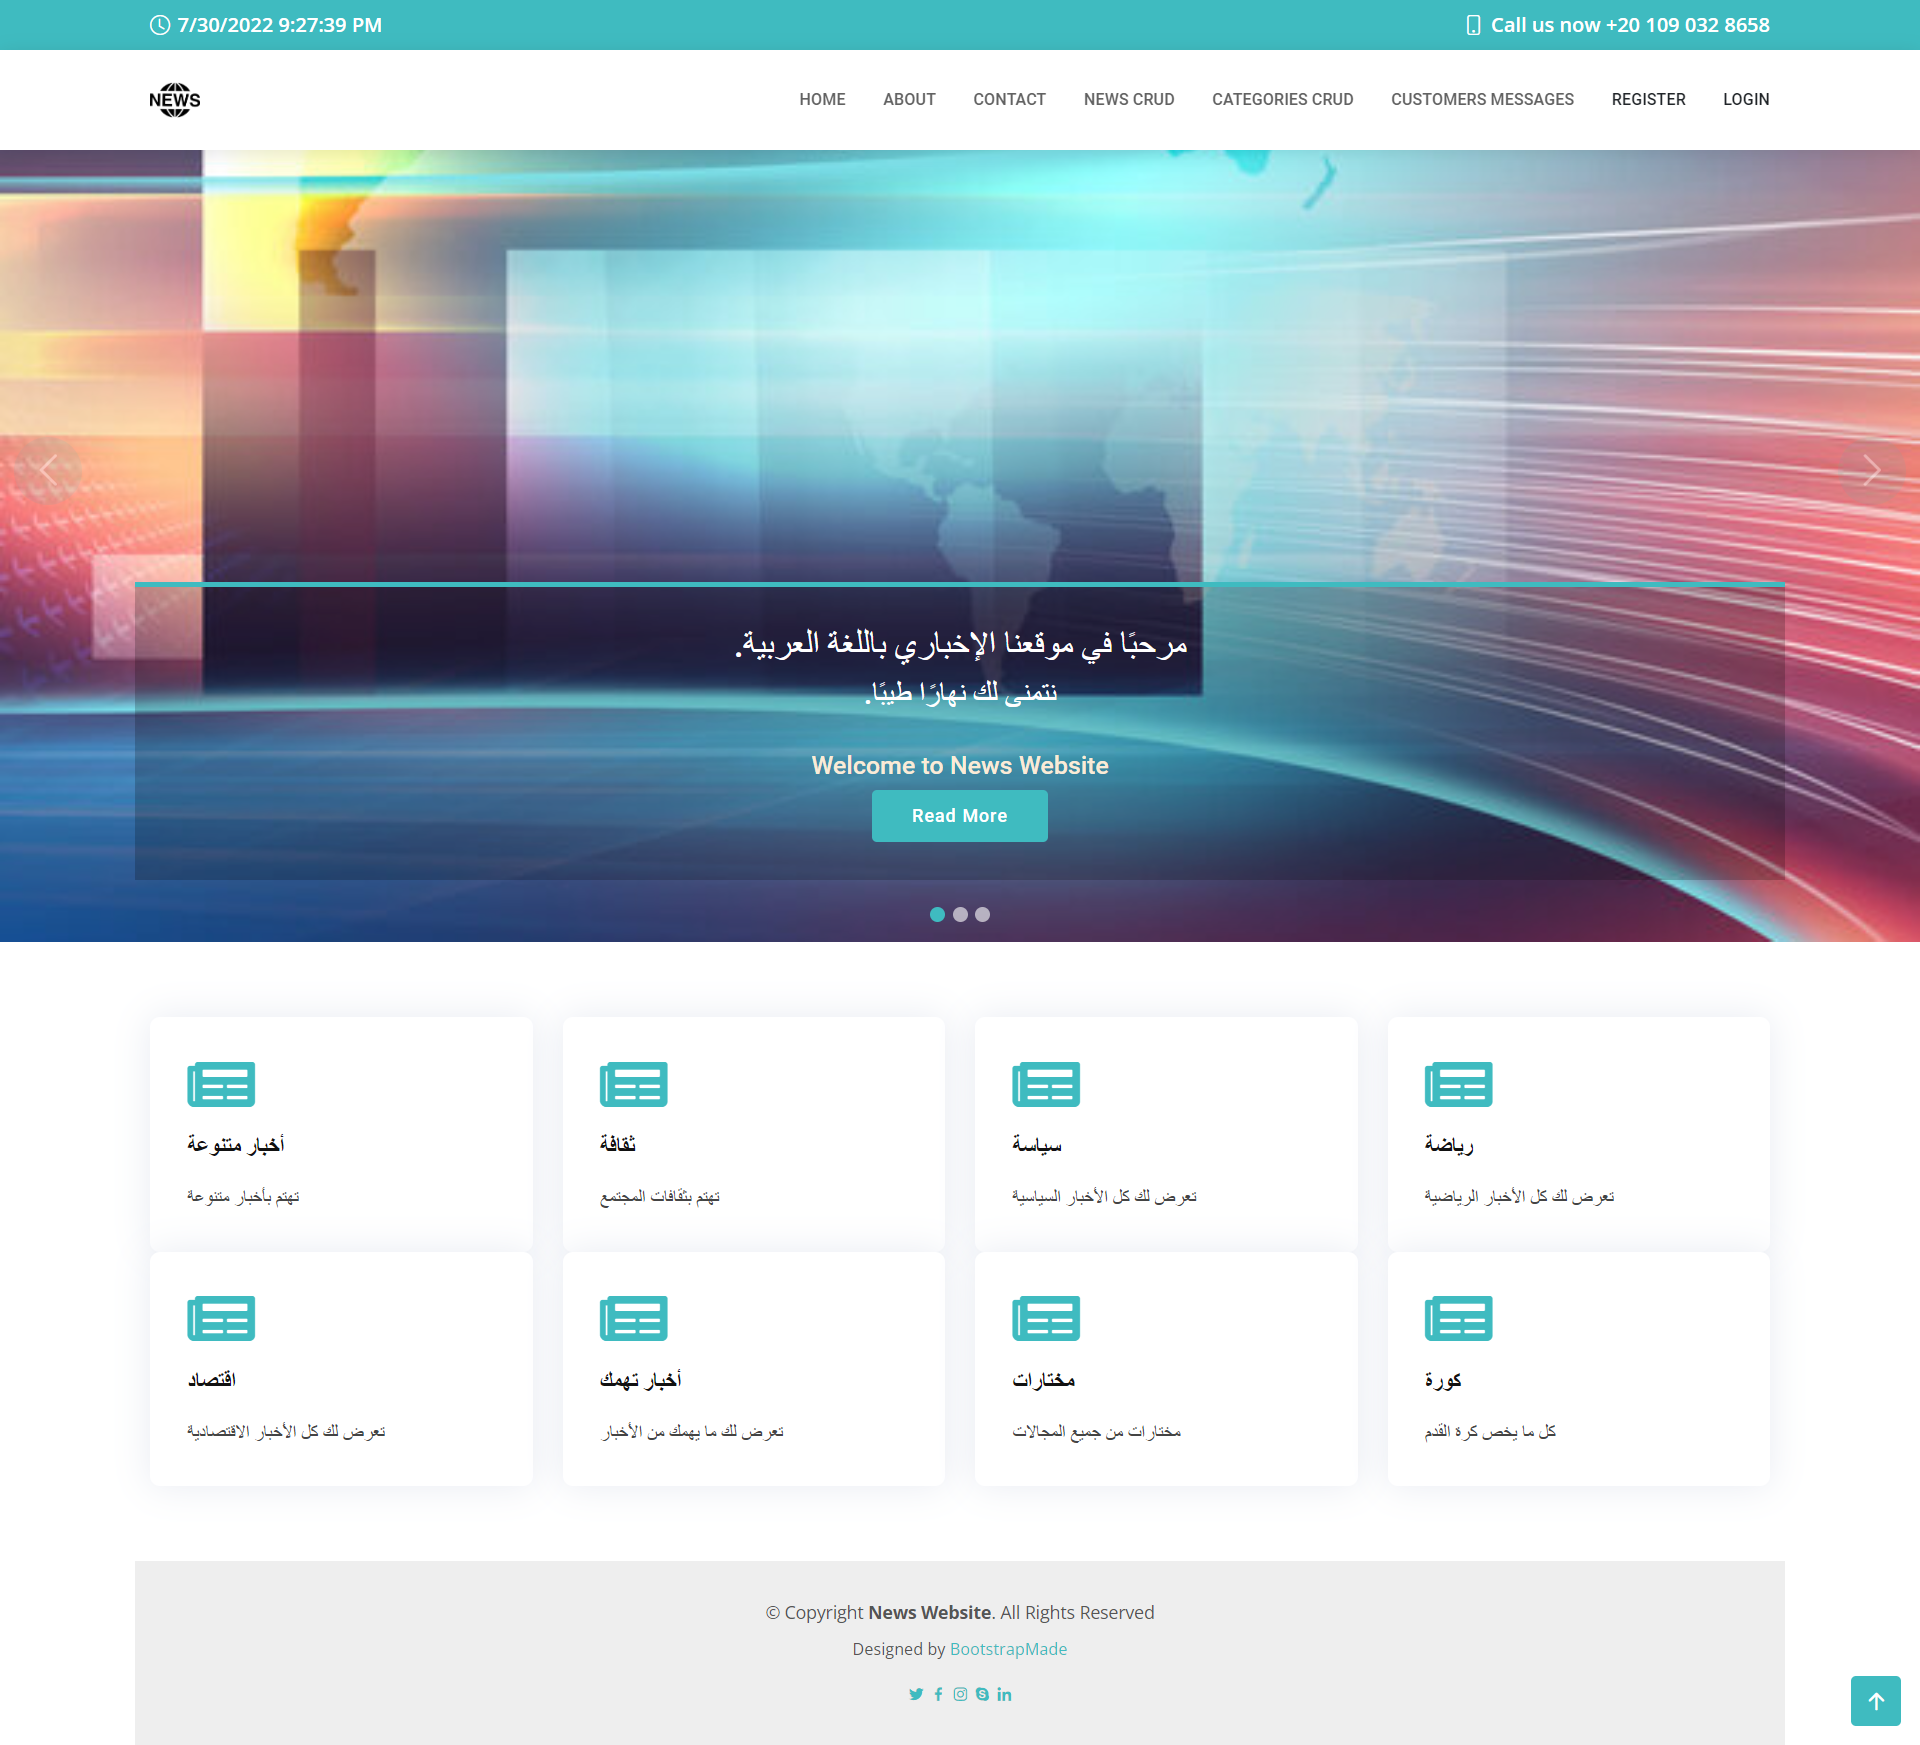 7/30/2022 9:27:39 PM
Call us now +20 109 032 8658
NEWS
HOME ABOUT CONTACT NEWS CRUD CATEGORIES CRUD CUSTOMERS MESSAGES REGISTER LOGIN
مرحبًا في موقعنا الإخباري باللغة العربية.
نتمنى لك نهارًا طيبًا.
Welcome to News Website
Read More
أخبار متنوعة
تهتم بأخبار متنوعة
ثقافة
تهتم بثقافات المجتمع
سياسة
تعرض لك كل الأخبار السياسية
رياضة
تعرض لك كل الأخبار الرياضية
اقتصاد
تعرض لك كل الأخبار الاقتصادية
أخبار تهمك
تعرض لك ما يهمك من الأخبار
مختارات
مختارات من جميع المجالات
كورة
كل ما يخص كرة القدم
© Copyright News Website. All Rights Reserved
Designed by BootstrapMade